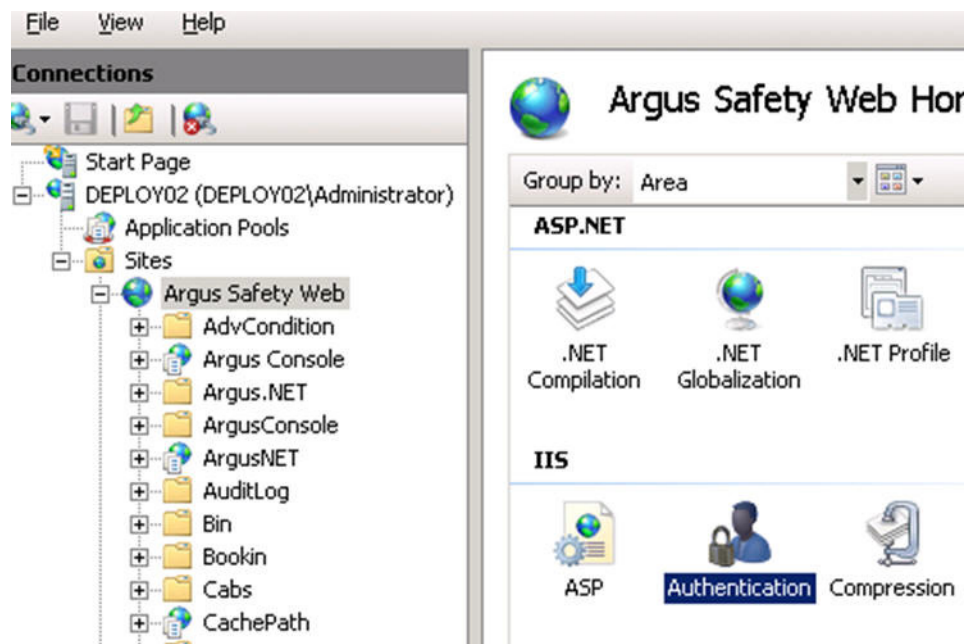 File View Help
Connections
Start Page
DEPLOY02 (DEPLOY02\Administrator)
Application Pools
Sites
Argus Safety Web
AdvCondition
Argus Console
Argus.NET
ArgusConsole
ArgusNET
AuditLog
Bin
Bookin
Cabs
CachePath
Argus Safety Web Hor
Group by: Area
ASP.NET
.NET Compilation
.NET Globalization
.NET Profile
IIS
ASP
Authentication
Compression